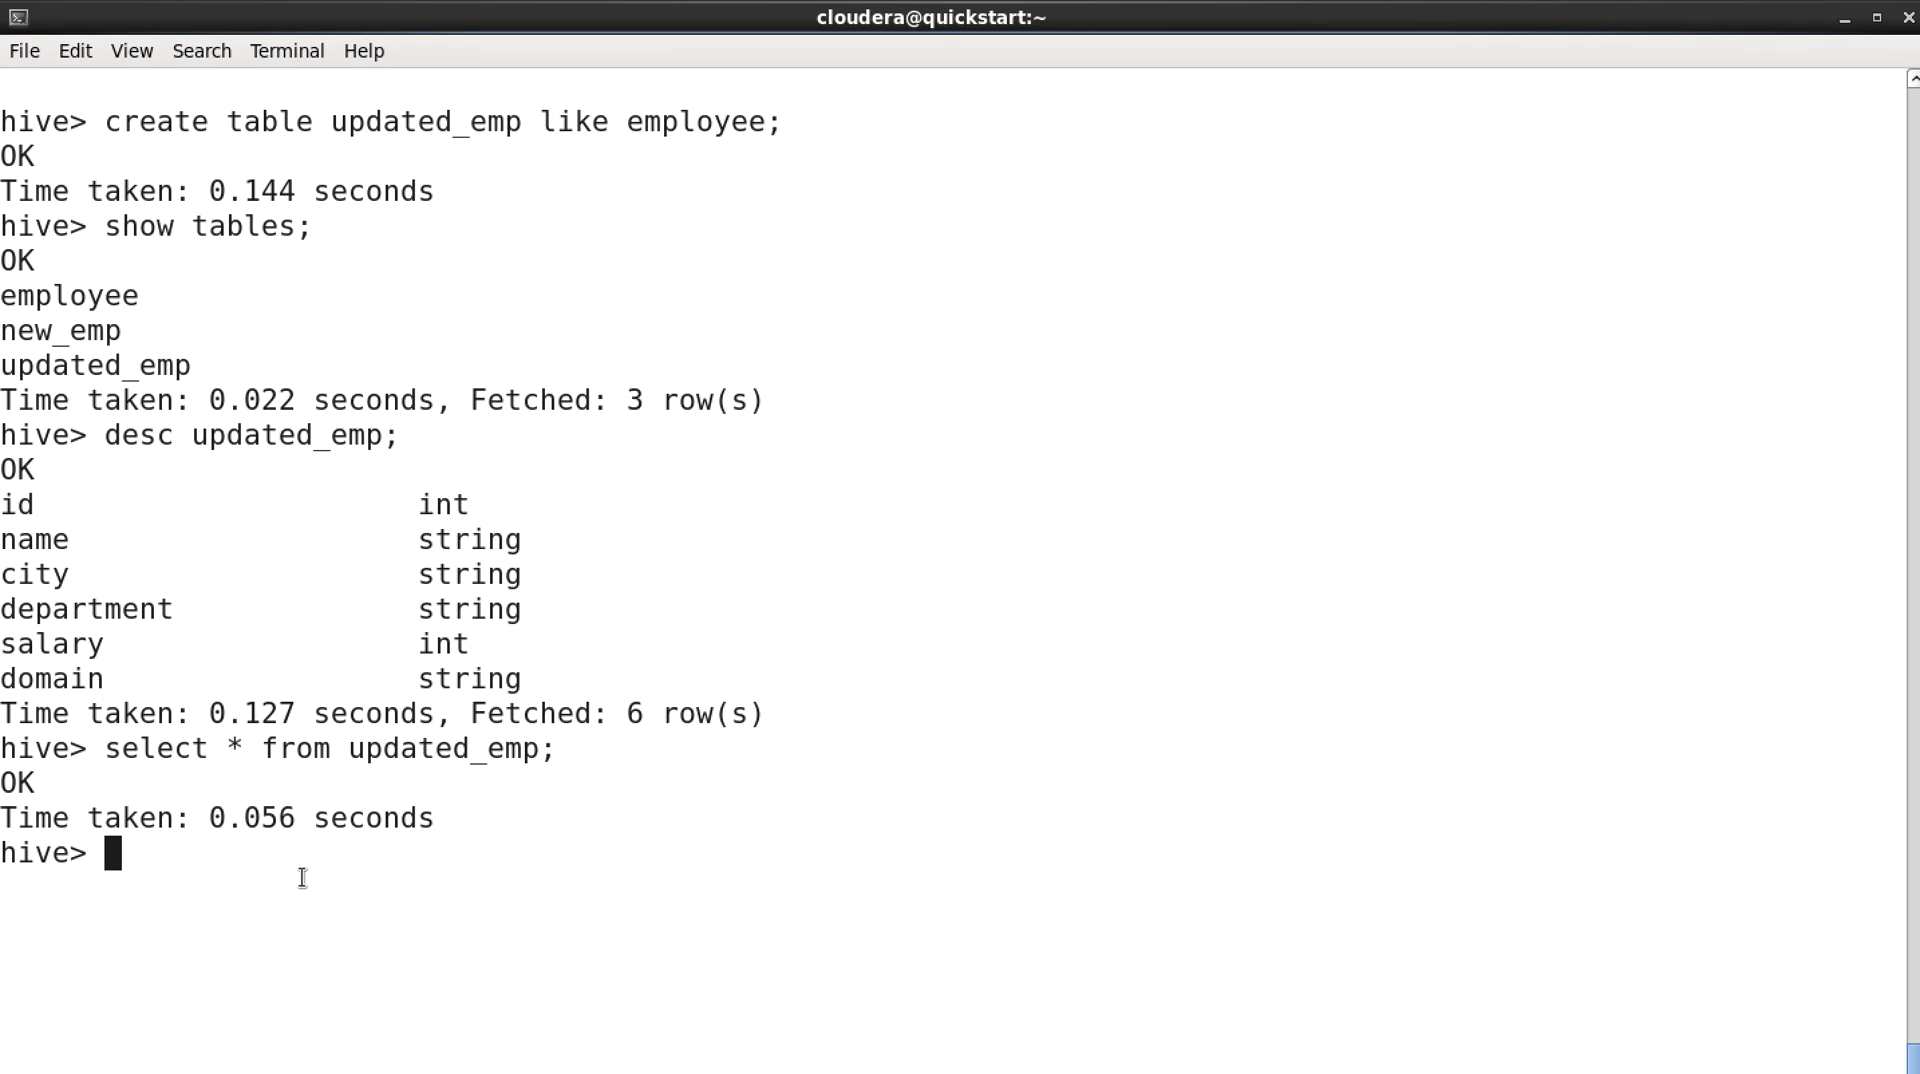 cloudera@quickstart:~
File Edit View Search Terminal Help
hive> create table updated_emp like employee;
OK
Time taken: 0.144 seconds
hive> show tables;
OK
employee
new_emp
updated_emp
Time taken: 0.022 seconds, Fetched: 3 row(s)
hive> desc updated_emp;
OK
id                      int
name                    string
city                    string
department              string
salary                  int
domain                  string
Time taken: 0.127 seconds, Fetched: 6 row(s)
hive> select * from updated_emp;
OK
Time taken: 0.056 seconds
hive>